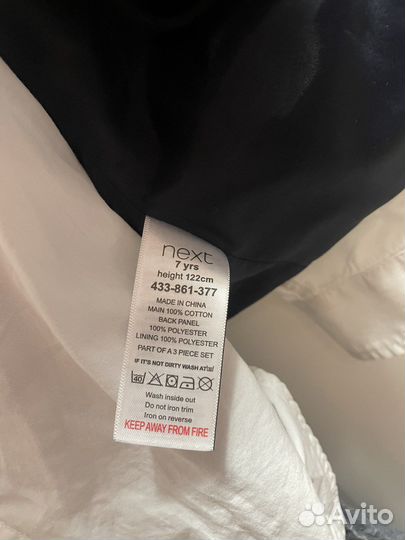 next
7 yrs
height 122cm
433-861-377
MADE IN CHINA
MAIN 100% COTTON
BACK PANEL
100% POLYESTER
LINING 100% POLYESTER
PART OF A 3 PIECE SET
IF IT'S NOT DIRTY WASH AT 30
40
Wash inside out
Do not iron trim
Iron on reverse
KEEP AWAY FROM FIRE
Avito